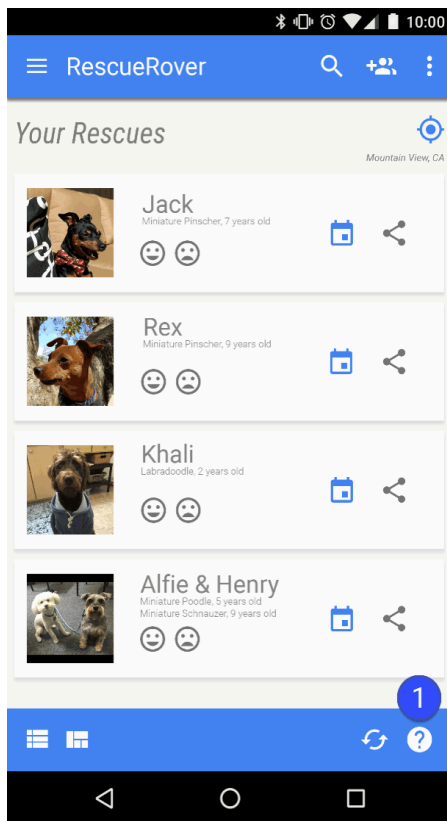 10:00
RescueRover
Your Rescues
Mountain View, CA
Jack
Miniature Pinscher, 7 years old
Rex
Miniature Pinscher, 9 years old
Khali
Labradoodle, 2 years old
Alfie & Henry
Miniature Poodle, 5 years old
Miniature Schnauzer, 9 years old
1
?